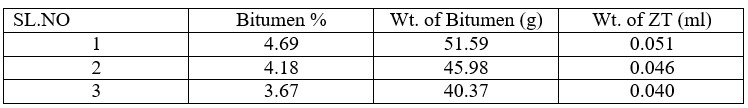 SL.NO Bitumen % Wt. of Bitumen (g) Wt. of ZT (ml)
1 4.69 51.59 0.051
2 4.18 45.98 0.046
3 3.67 40.37 0.040